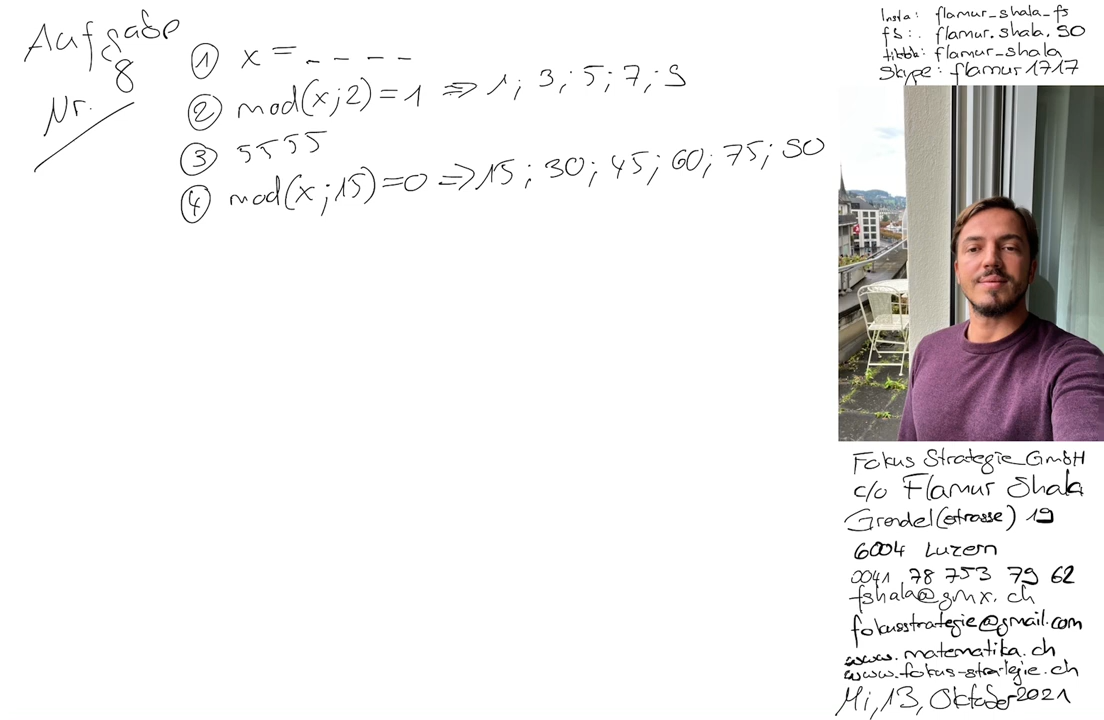 Aufgabe
Nr. 8
① x = _ _ _ _
② mod(x;2)=1 => 1; 3; 5; 7; 9
③ 5555
④ mod(x;15)=0 => 15; 30; 45; 60; 75; 90
Insta: flamur_shala_fs
fs:. flamur.shala.90
tiktok: flamur_shala
Skype: flamur1717
Fokus Strategie GmbH
c/o Flamur Shala
Grendel(strasse) 19
6004 Luzern
0041 78 753 79 62
fshala@gmx.ch
fokusstrategie@gmail.com
www.matematika.ch
www.fokus-strategie.ch
Mi, 13, Oktober 2021